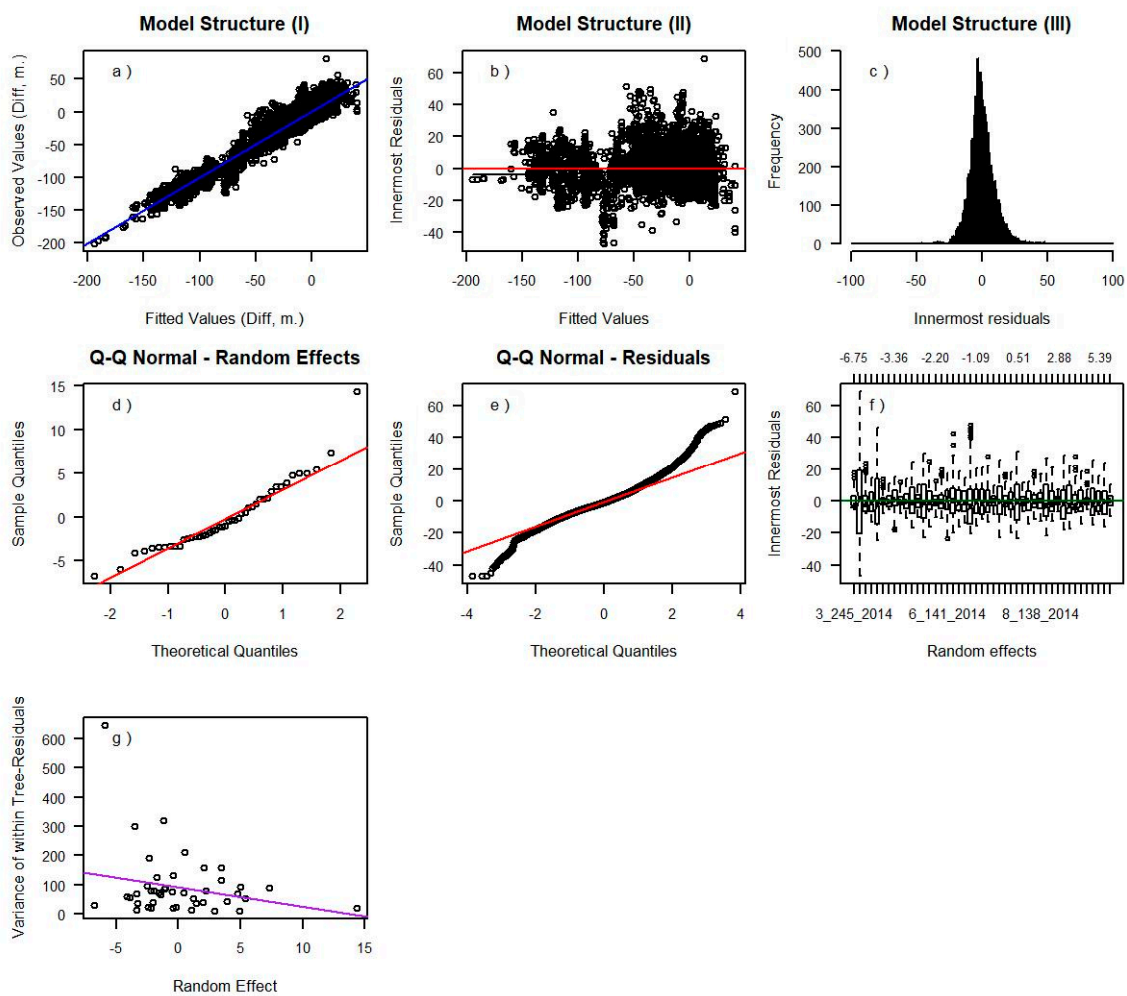 Model Structure (I)
a )
Observed Values (Diff, m.)
50
0
-50
-100
-150
-200
-200 -150 -100 -50 0
Fitted Values (Diff, m.)
Model Structure (II)
b )
Innermost Residuals
60
40
20
0
-20
-40
-200 -150 -100 -50 0
Fitted Values
Model Structure (III)
c )
Frequency
500
400
300
200
100
0
-100 -50 0 50 100
Innermost residuals
Q-Q Normal - Random Effects
d )
Sample Quantiles
15
10
5
0
-5
-2 -1 0 1 2
Theoretical Quantiles
Q-Q Normal - Residuals
e )
Sample Quantiles
60
40
20
0
-20
-40
-4 -2 0 2 4
Theoretical Quantiles
-6.75 -3.36 -2.20 -1.09 0.51 2.88 5.39
f )
Innermost Residuals
60
40
20
0
-20
-40
3_245_2014 6_141_2014 8_138_2014
Random effects
g )
Variance of within Tree-Residuals
600
500
400
300
200
100
0
-5 0 5 10 15
Random Effect